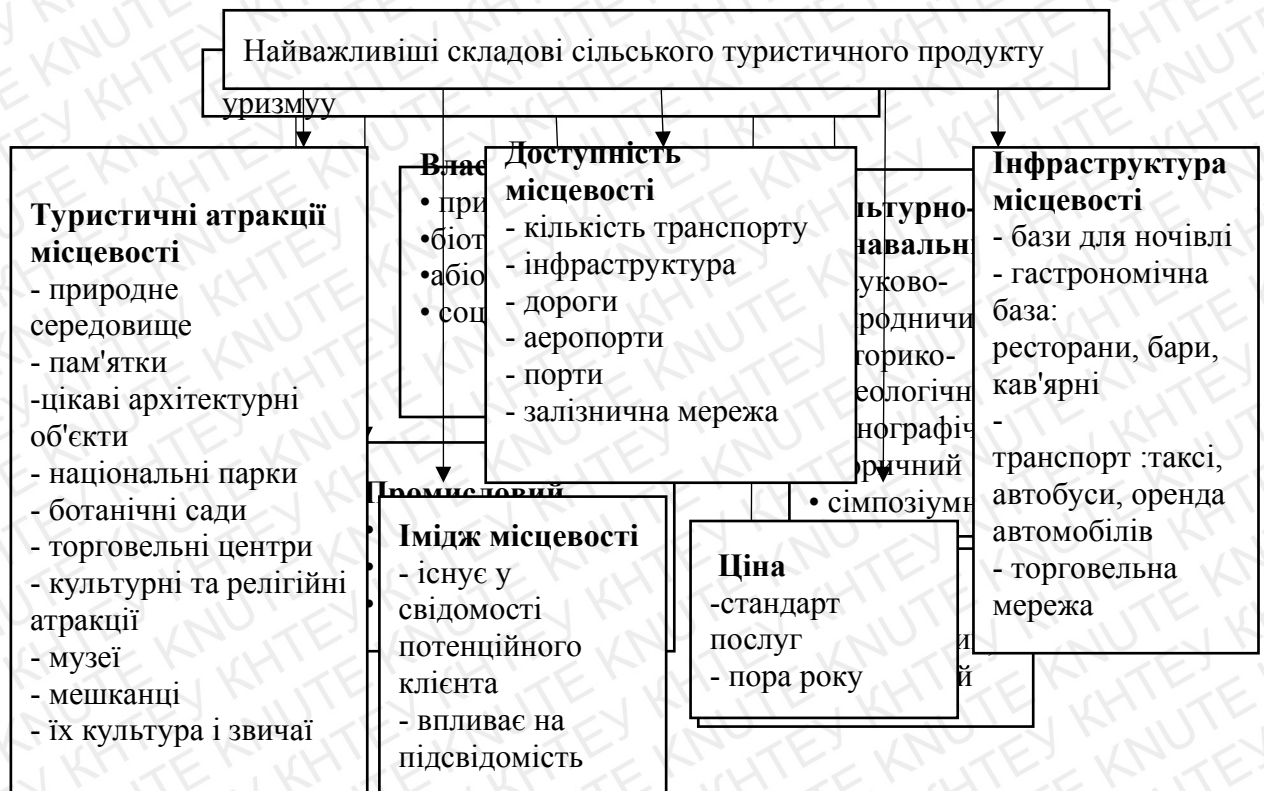 Найважливіші складові сільського туристичного продукту
Туристичні атракції
місцевості
- природне
середовище
- пам'ятки
-цікаві архітектурні
об'єкти
- національні парки
- ботанічні сади
- торговельні центри
- культурні та релігійні
атракції
- музеї
- мешканці
- їх культура і звичаї
Доступність
місцевості
- кількість транспорту
- інфраструктура
- дороги
- аеропорти
- порти
- залізнична мережа
Інфраструктура
місцевості
- бази для ночівлі
- гастрономічна
база:
ресторани, бари,
кав'ярні
-
транспорт :таксі,
автобуси, оренда
автомобілів
- торговельна
мережа
Промисловий
Імідж місцевості
- існує у
свідомості
потенційного
клієнта
- впливає на
підсвідомість
Ціна
-стандарт
послуг
- пора року
KNUTE КНТЕУ